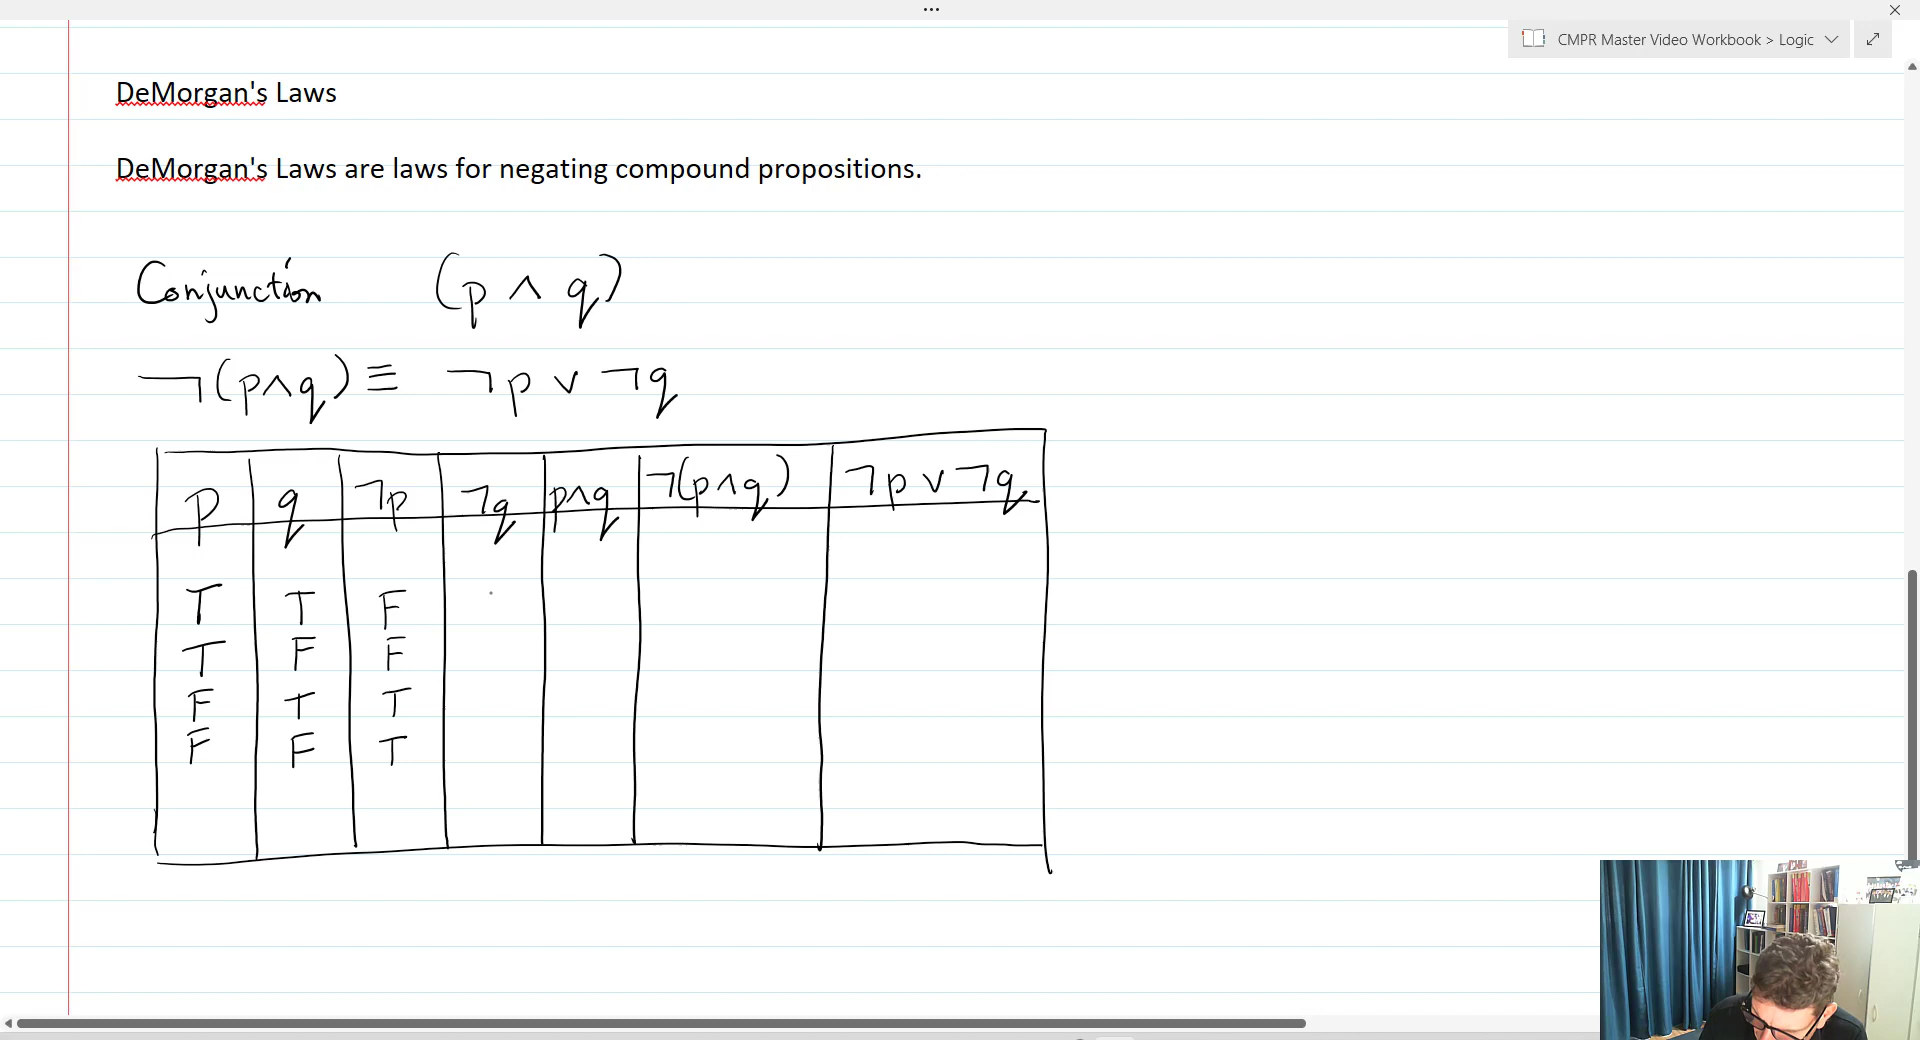 CMPR Master Video Workbook > Logic
DeMorgan's Laws
DeMorgan's Laws are laws for negating compound propositions.
Conjunction (p ∧ q)
¬(p∧q) ≡ ¬p ∨ ¬q
p q ¬p ¬q p∧q ¬(p∧q) ¬p ∨ ¬q
T T F
T F F
F T T
F F T